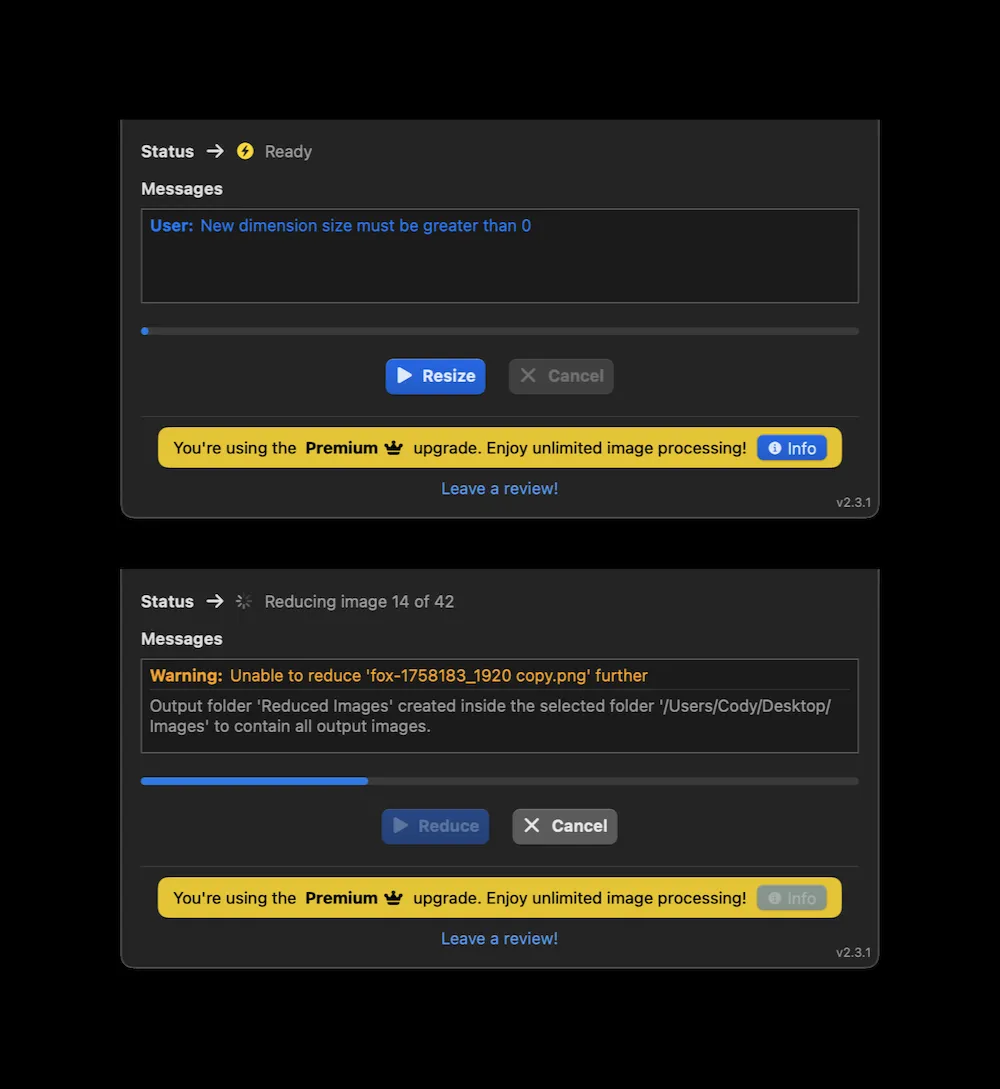 Status → Ready
Messages
User: New dimension size must be greater than 0
Resize Cancel
You're using the Premium upgrade. Enjoy unlimited image processing! Info
Leave a review!
v2.3.1
Status → Reducing image 14 of 42
Messages
Warning: Unable to reduce 'fox-1758183_1920 copy.png' further
Output folder 'Reduced Images' created inside the selected folder '/Users/Cody/Desktop/
Images' to contain all output images.
Reduce Cancel
You're using the Premium upgrade. Enjoy unlimited image processing! Info
Leave a review!
v2.3.1